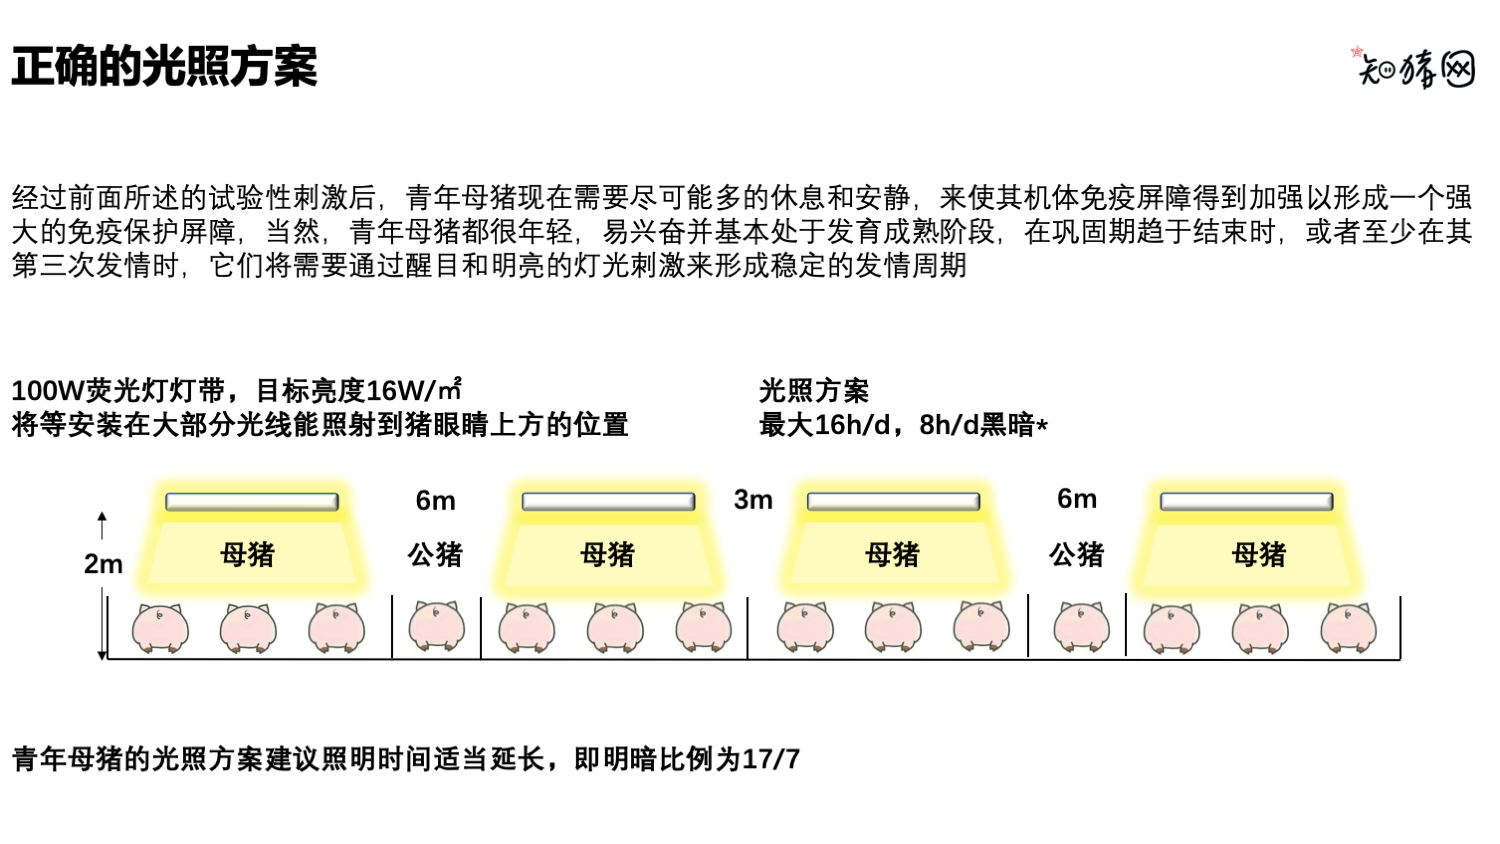 正确的光照方案
知猪网
经过前面所述的试验性刺激后，青年母猪现在需要尽可能多的休息和安静，来使其机体免疫屏障得到加强以形成一个强
大的免疫保护屏障，当然，青年母猪都很年轻，易兴奋并基本处于发育成熟阶段，在巩固期趋于结束时，或者至少在其
第三次发情时，它们将需要通过醒目和明亮的灯光刺激来形成稳定的发情周期
100W荧光灯灯带，目标亮度16W/㎡
将等安装在大部分光线能照射到猪眼睛上方的位置
光照方案
最大16h/d，8h/d黑暗*
6m
3m
6m
2m
母猪
公猪
母猪
母猪
公猪
母猪
青年母猪的光照方案建议照明时间适当延长，即明暗比例为17/7